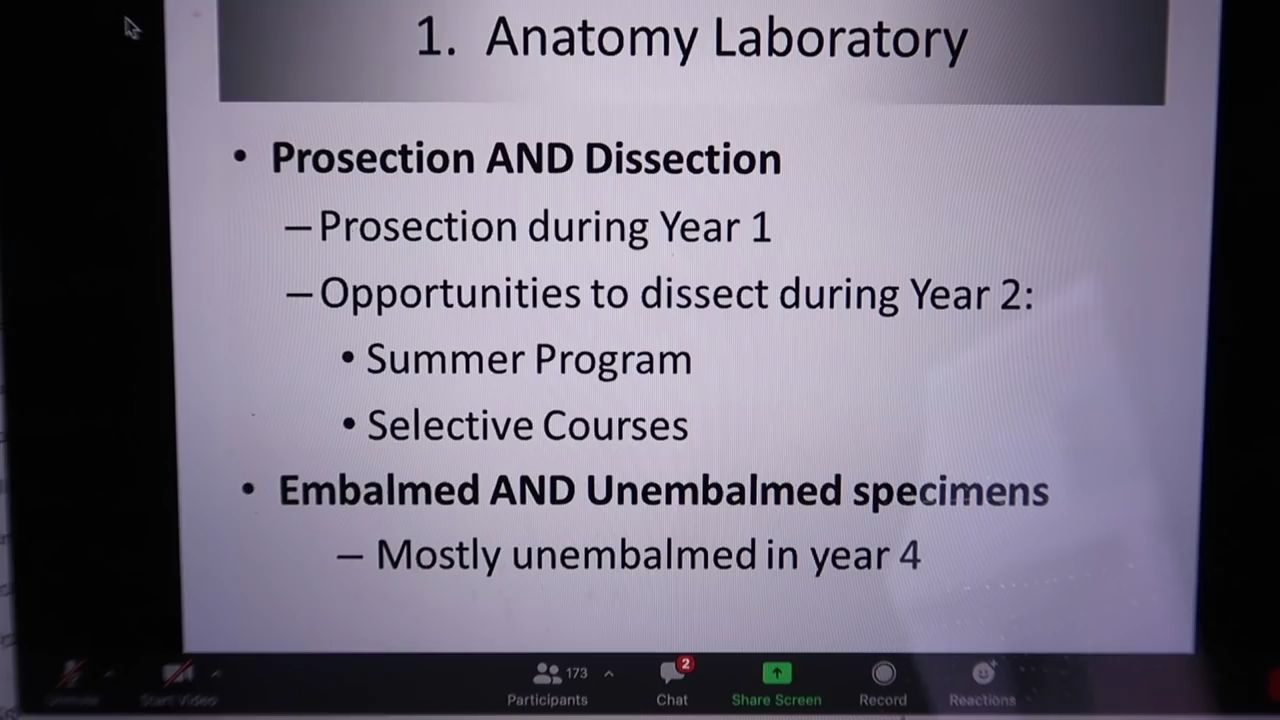 1. Anatomy Laboratory
• Prosection AND Dissection
– Prosection during Year 1
– Opportunities to dissect during Year 2:
• Summer Program
• Selective Courses
• Embalmed AND Unembalmed specimens
– Mostly unembalmed in year 4
173
2
Unmute Start Video Participants Chat Share Screen Record Reactions